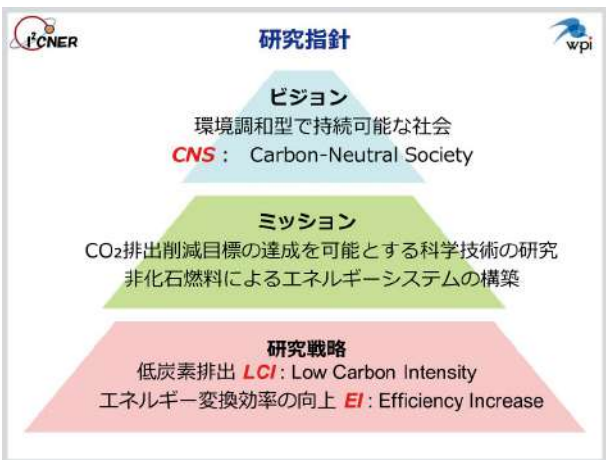 I²CNER
研究指針
wpi
ビジョン
環境調和型で持続可能な社会
CNS : Carbon-Neutral Society
ミッション
CO₂排出削減目標の達成を可能とする科学技術の研究
非化石燃料によるエネルギーシステムの構築
研究戦略
低炭素排出 LCI : Low Carbon Intensity
エネルギー変換効率の向上 EI : Efficiency Increase